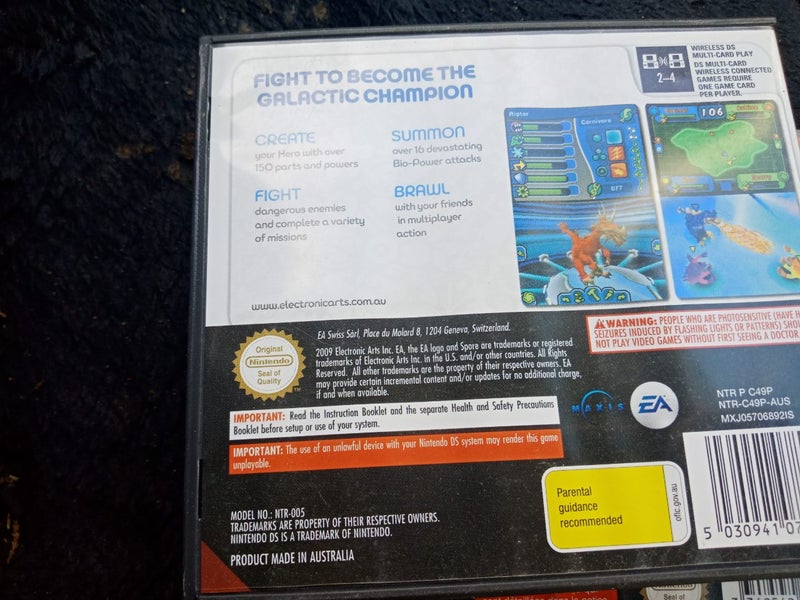 FIGHT TO BECOME THE
GALACTIC CHAMPION
CREATE
your Hero with over
150 parts and powers
SUMMON
over 16 devastating
Bio-Power attacks
FIGHT
dangerous enemies
and complete a variety
of missions
BRAWL
with your friends
in multiplayer
action
www.electronicarts.com.au
2-4
WIRELESS DS
MULTI-CARD PLAY
DS MULTI-CARD
WIRELESS CONNECTED
GAMES REQUIRE
ONE GAME CARD
PER PLAYER.
Riptor
Carnivore
677
106
WARNING: PEOPLE WHO ARE PHOTOSENSITIVE (HAVE
SEIZURES INDUCED BY FLASHING LIGHTS OR PATTERNS)
NOT PLAY VIDEO GAMES WITHOUT FIRST SEEING A DOCTOR
Original
Nintendo
Seal of
Quality
TM
EA Swiss Sàrl, Place du Molard 8, 1204 Geneva, Switzerland.
2009 Electronic Arts Inc. EA, the EA logo and Spore are trademarks or registered
trademarks of Electronic Arts Inc. in the U.S. and/or other countries. All Rights
Reserved. All other trademarks are the property of their respective owners. EA
may provide certain incremental content and/or updates for no additional charge,
if and when available.
IMPORTANT: Read the Instruction Booklet and the separate Health and Safety Precautions
Booklet before setup or use of your system.
IMPORTANT: The use of an unlawful device with your Nintendo DS system may render this game
unplayable.
MAXIS
EA
NTR P C49P
NTR-C49P-AUS
MXJ05706892IS
Parental
guidance
recommended
oflc.gov.au
5 030941 07
MODEL NO.: NTR-005
TRADEMARKS ARE PROPERTY OF THEIR RESPECTIVE OWNERS.
NINTENDO DS IS A TRADEMARK OF NINTENDO.
PRODUCT MADE IN AUSTRALIA
Seal of